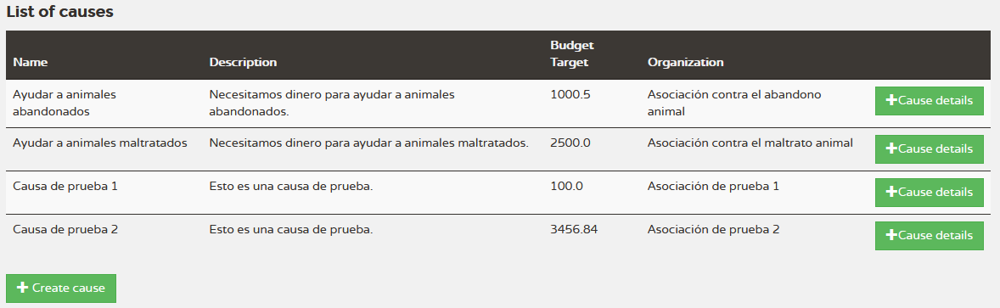 List of causes
Name Description Budget Target Organization
Ayudar a animales abandonados Necesitamos dinero para ayudar a animales abandonados. 1000.5 Asociación contra el abandono animal Cause details
Ayudar a animales maltratados Necesitamos dinero para ayudar a animales maltratados. 2500.0 Asociación contra el maltrato animal Cause details
Causa de prueba 1 Esto es una causa de prueba. 100.0 Asociación de prueba 1 Cause details
Causa de prueba 2 Esto es una causa de prueba. 3456.84 Asociación de prueba 2 Cause details
Create cause